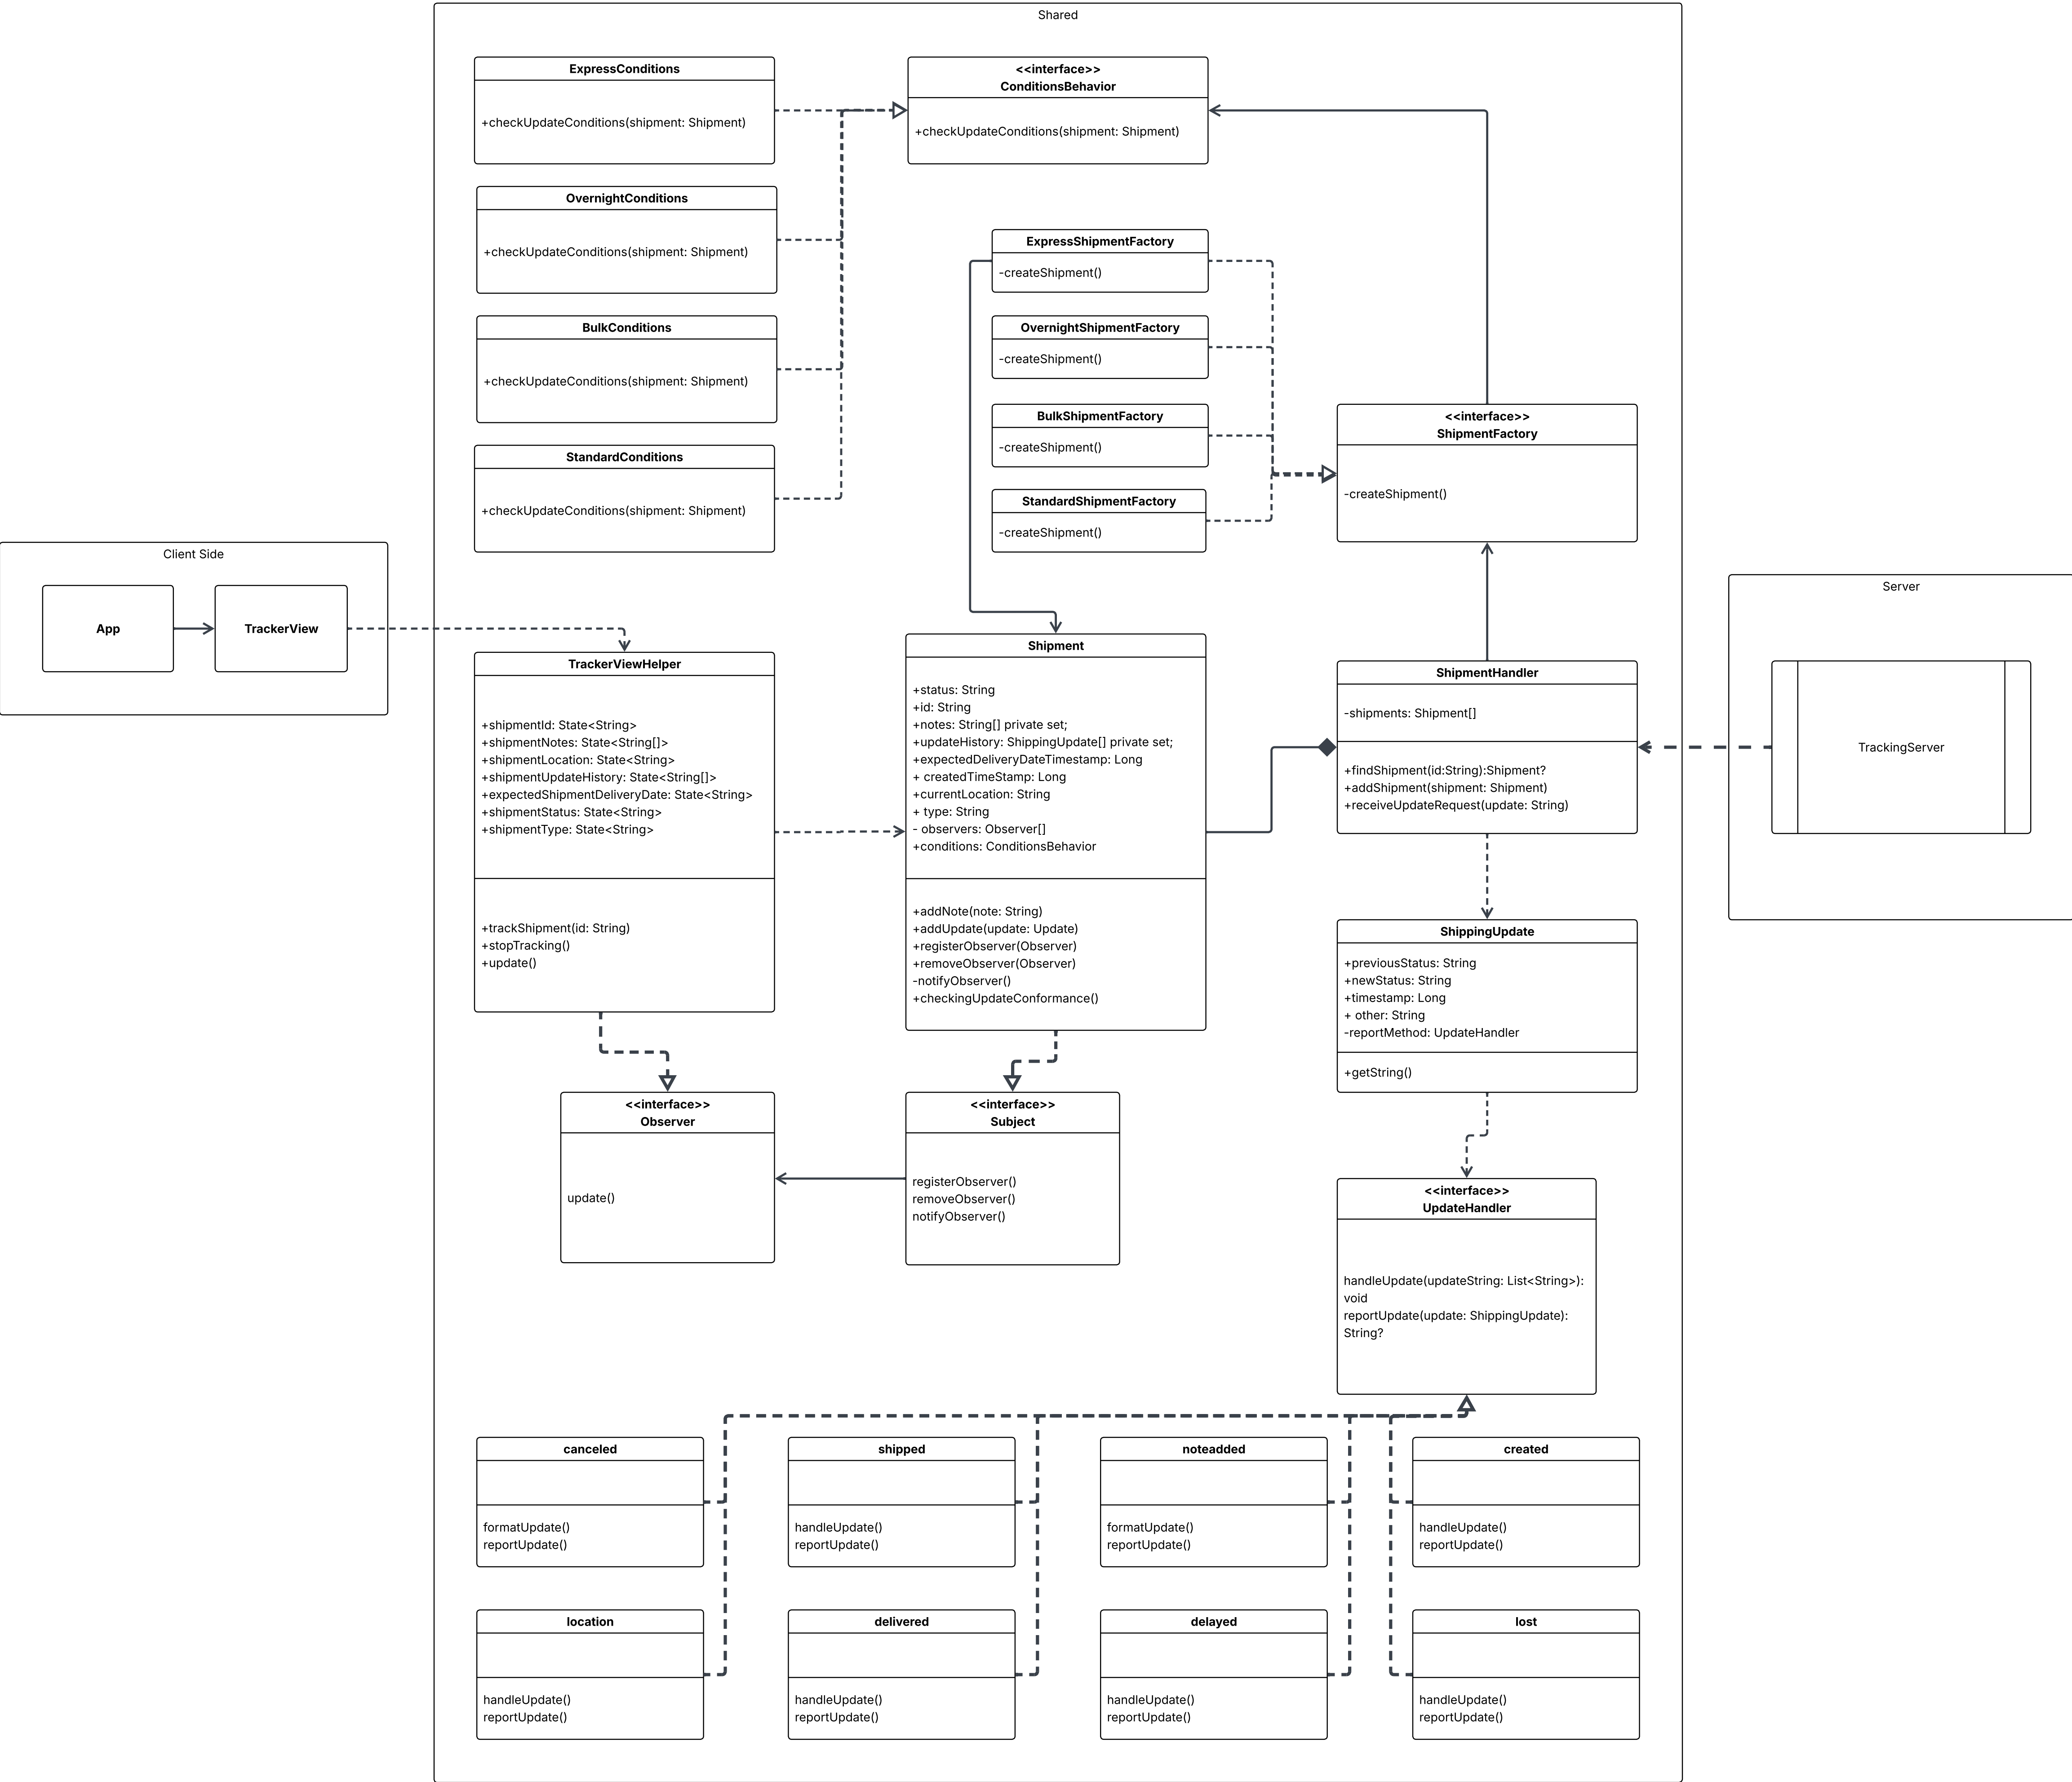 Shared
ExpressConditions
+checkUpdateConditions(shipment: Shipment)
<<interface>>
ConditionsBehavior
+checkUpdateConditions(shipment: Shipment)
OvernightConditions
+checkUpdateConditions(shipment: Shipment)
BulkConditions
+checkUpdateConditions(shipment: Shipment)
StandardConditions
+checkUpdateConditions(shipment: Shipment)
ExpressShipmentFactory
-createShipment()
OvernightShipmentFactory
-createShipment()
BulkShipmentFactory
-createShipment()
StandardShipmentFactory
-createShipment()
<<interface>>
ShipmentFactory
-createShipment()
Client Side
App
TrackerView
Server
TrackingServer
TrackerViewHelper
+shipmentId: State<String>
+shipmentNotes: State<String[]>
+shipmentLocation: State<String>
+shipmentUpdateHistory: State<String[]>
+expectedShipmentDeliveryDate: State<String>
+shipmentStatus: State<String>
+shipmentType: State<String>
+trackShipment(id: String)
+stopTracking()
+update()
Shipment
+status: String
+id: String
+notes: String[] private set;
+updateHistory: ShippingUpdate[] private set;
+expectedDeliveryDateTimestamp: Long
+ createdTimeStamp: Long
+currentLocation: String
+ type: String
- observers: Observer[]
+conditions: ConditionsBehavior
+addNote(note: String)
+addUpdate(update: Update)
+registerObserver(Observer)
+removeObserver(Observer)
-notifyObserver()
+checkingUpdateConformance()
ShipmentHandler
-shipments: Shipment[]
+findShipment(id:String):Shipment?
+addShipment(shipment: Shipment)
+receiveUpdateRequest(update: String)
ShippingUpdate
+previousStatus: String
+newStatus: String
+timestamp: Long
+ other: String
-reportMethod: UpdateHandler
+getString()
<<interface>>
Observer
update()
<<interface>>
Subject
registerObserver()
removeObserver()
notifyObserver()
<<interface>>
UpdateHandler
handleUpdate(updateString: List<String>):
void
reportUpdate(update: ShippingUpdate):
String?
canceled
formatUpdate()
reportUpdate()
shipped
handleUpdate()
reportUpdate()
noteadded
formatUpdate()
reportUpdate()
created
handleUpdate()
reportUpdate()
location
handleUpdate()
reportUpdate()
delivered
handleUpdate()
reportUpdate()
delayed
handleUpdate()
reportUpdate()
lost
handleUpdate()
reportUpdate()